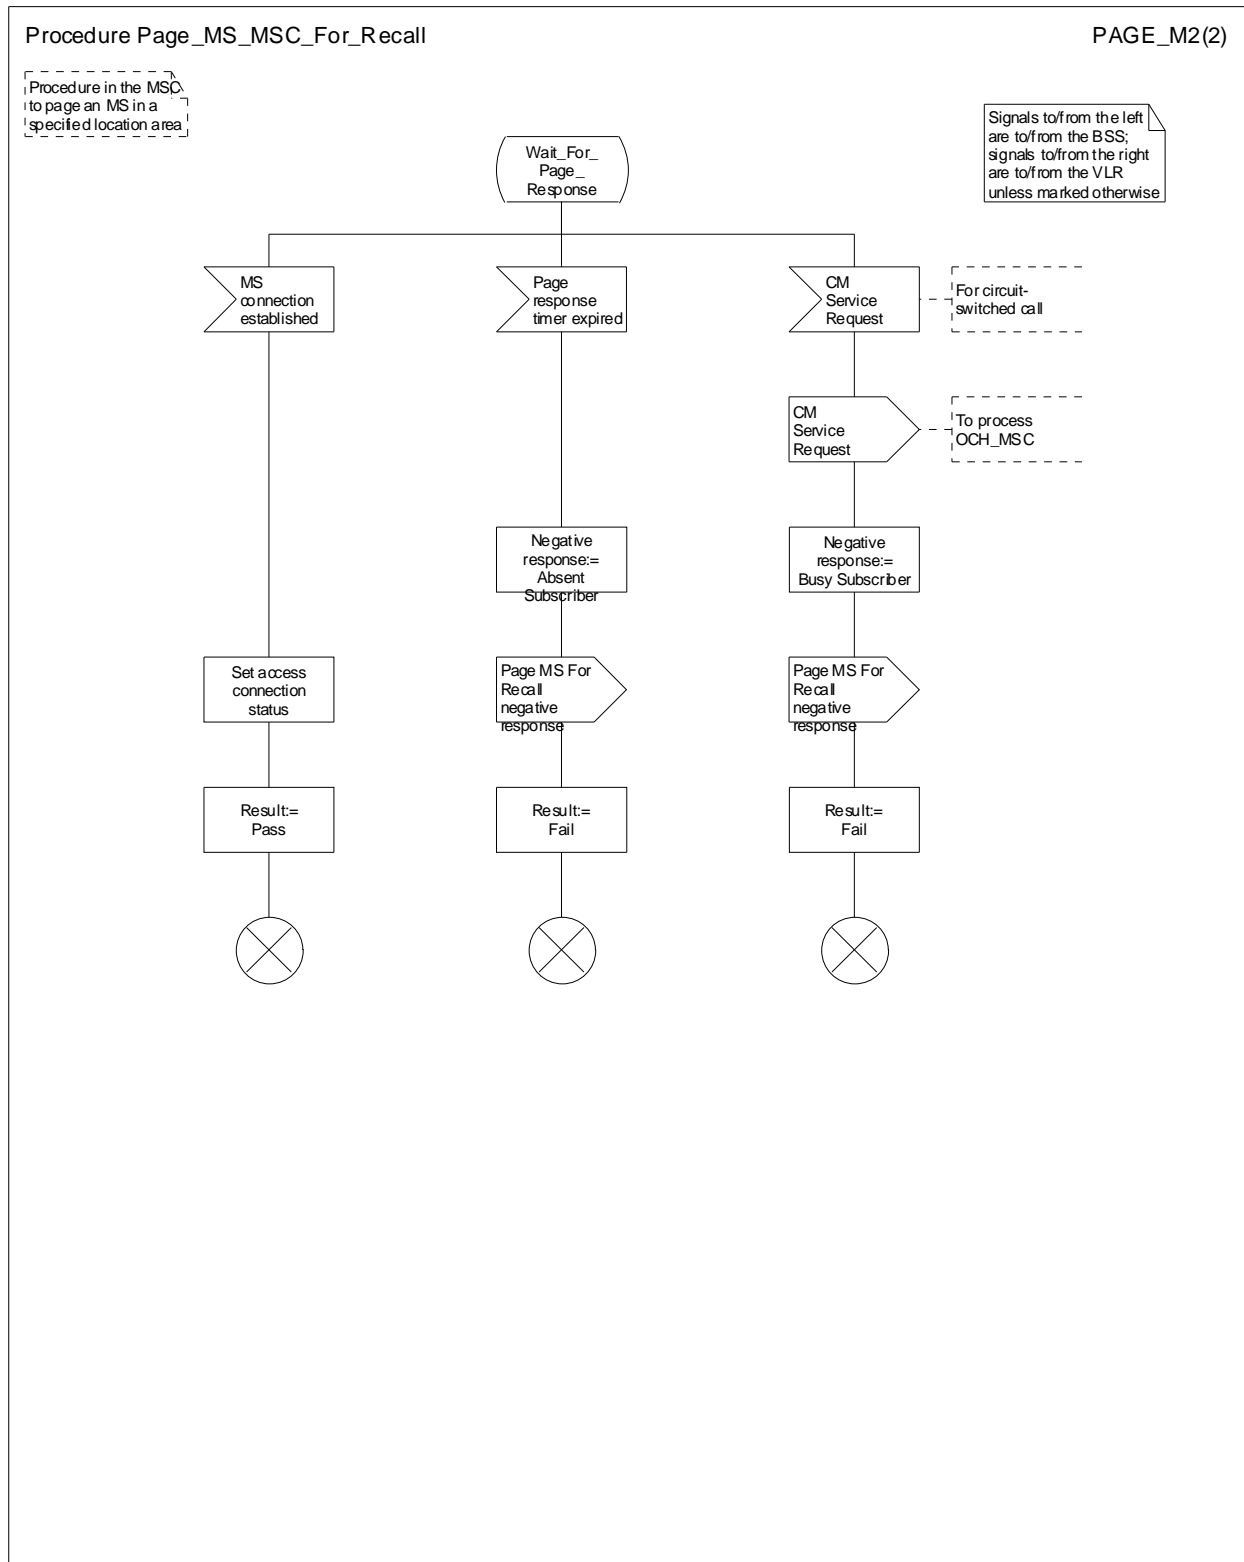 Procedure Page_MS_MSC_For_Recall
PAGE_M2(2)
Procedure in the MSC
to page an MS in a
specified location area
Signals to/from the left
are to/from the BSS;
signals to/from the right
are to/from the VLR
unless marked otherwise
Wait_For_
Page_
Response
MS
connection
established
Page
response
timer expired
CM
Service
Request
For circuit-
switched call
CM
Service
Request
To process
OCH_MSC
Negative
response:=
Absent
Subscriber
Negative
response:=
Busy Subscriber
Set access
connection
status
Page MS For
Recall
negative
response
Page MS For
Recall
negative
response
Result:=
Pass
Result:=
Fail
Result:=
Fail